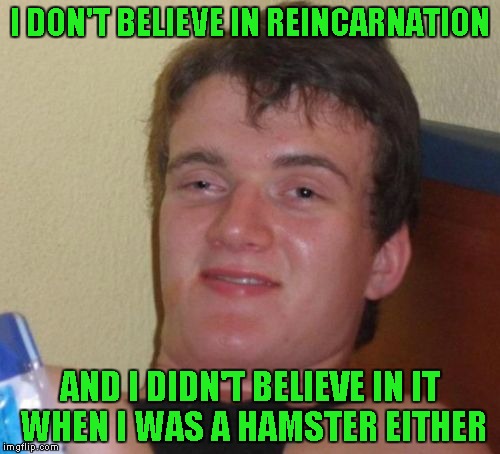 I DON'T BELIEVE IN REINCARNATION
AND I DIDN'T BELIEVE IN IT
WHEN I WAS A HAMSTER EITHER
imgflip.com